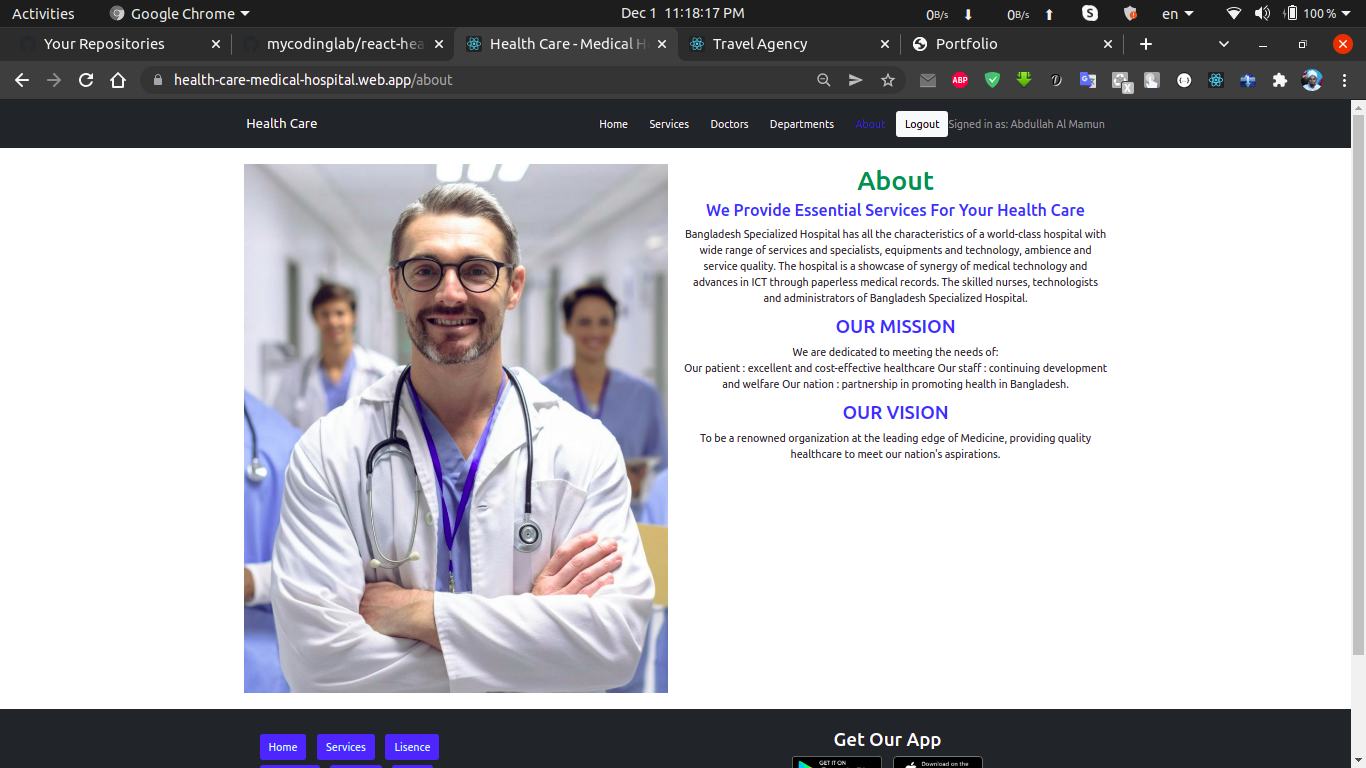 Activities
Google Chrome
Dec 1 11:18:17 PM
0B/s
0B/s
en
100 %
Your Repositories
mycodinglab/react-hea
Health Care - Medical H
Travel Agency
Portfolio
health-care-medical-hospital.web.app/about
ABP
Health Care
Home
Services
Doctors
Departments
About
Logout
Signed in as: Abdullah Al Mamun
About
We Provide Essential Services For Your Health Care
Bangladesh Specialized Hospital has all the characteristics of a world-class hospital with
wide range of services and specialists, equipments and technology, ambience and
service quality. The hospital is a showcase of synergy of medical technology and
advances in ICT through paperless medical records. The skilled nurses, technologists
and administrators of Bangladesh Specialized Hospital.
OUR MISSION
We are dedicated to meeting the needs of:
Our patient : excellent and cost-effective healthcare Our staff : continuing development
and welfare Our nation : partnership in promoting health in Bangladesh.
OUR VISION
To be a renowned organization at the leading edge of Medicine, providing quality
healthcare to meet our nation's aspirations.
Home
Services
Lisence
Get Our App
GET IT ON
Download on the